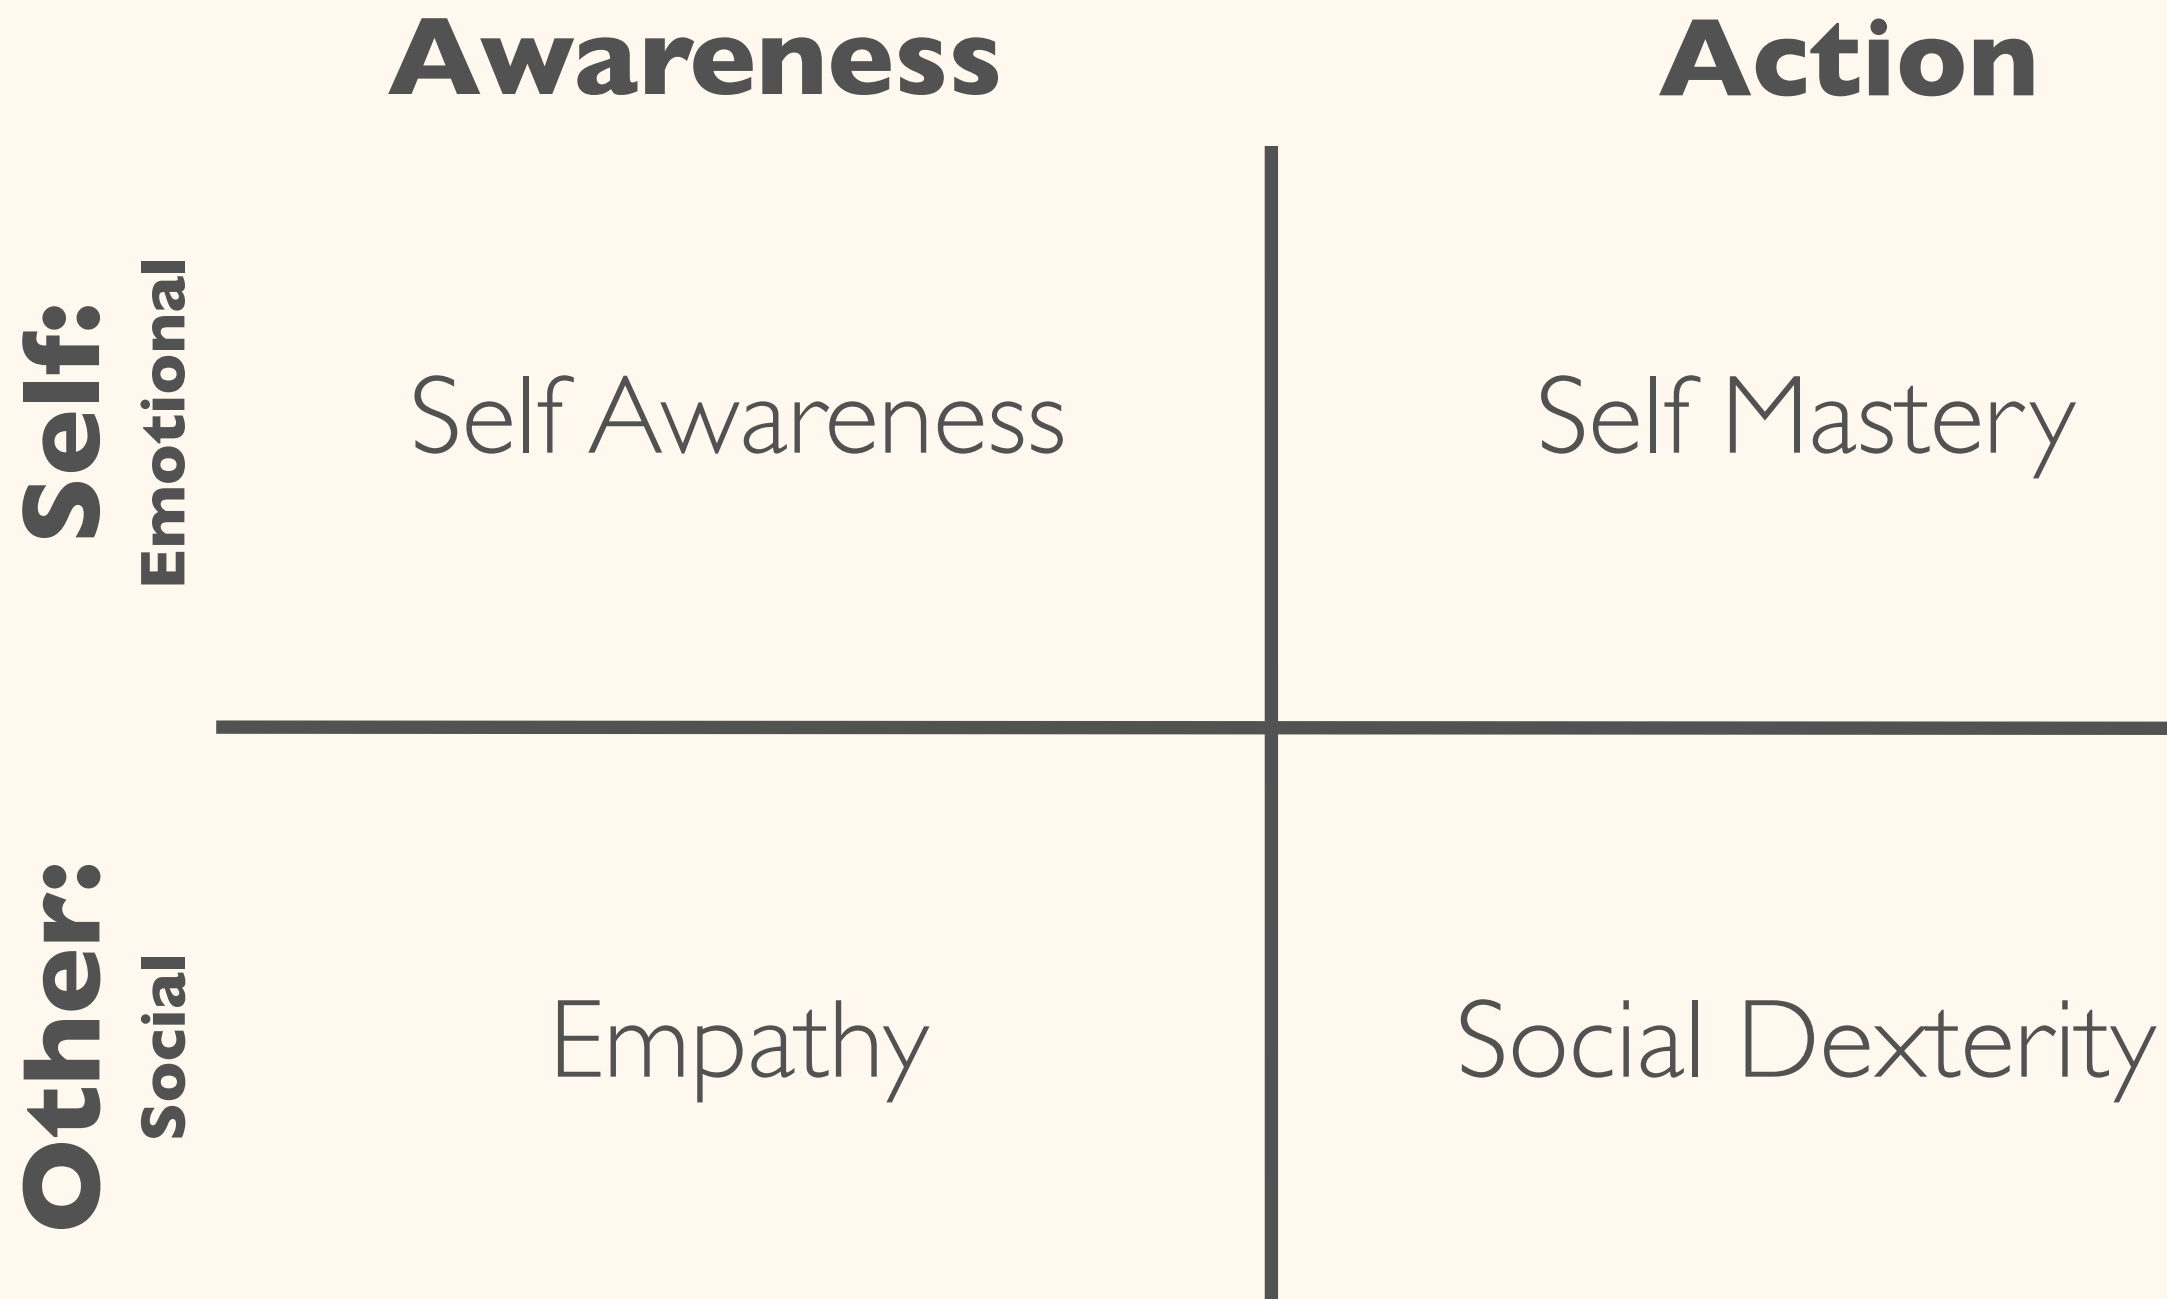 Awareness
Action
Self:
Emotional
Self Awareness
Self Mastery
Other:
Social
Empathy
Social Dexterity